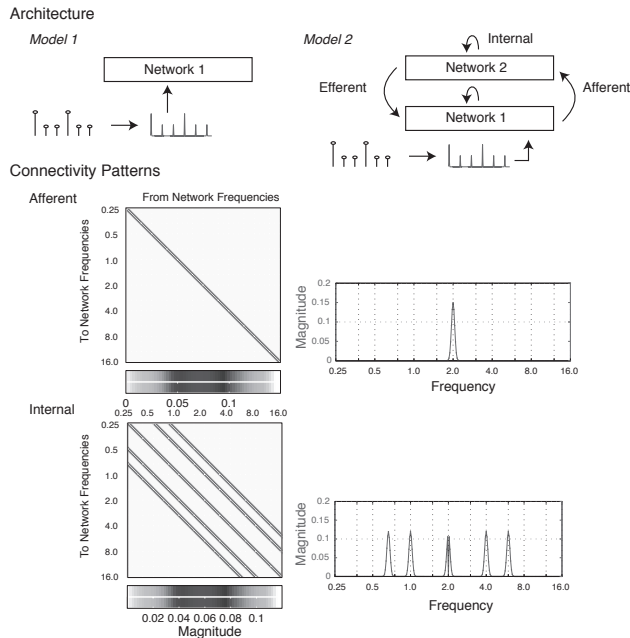 Architecture
Model 1
Model 2
Network 1
Internal
Network 2
Efferent
Afferent
Network 1
Connectivity Patterns
Afferent
From Network Frequencies
To Network Frequencies
0.25
0.5
1.0
2.0
4.0
8.0
16.0
0 0.05 0.1
Magnitude
0.2
0.15
0.1
0.05
0
0.25 0.5 1.0 2.0 4.0 8.0 16.0
Frequency
Internal
0.25 0.5 1.0 2.0 4.0 8.0 16.0
To Network Frequencies
0.25
0.5
1.0
2.0
4.0
8.0
16.0
0.02 0.04 0.06 0.08 0.1
Magnitude
Magnitude
0.2
0.15
0.1
0.05
0
0.25 0.5 1.0 2.0 4.0 8.0 16.0
Frequency